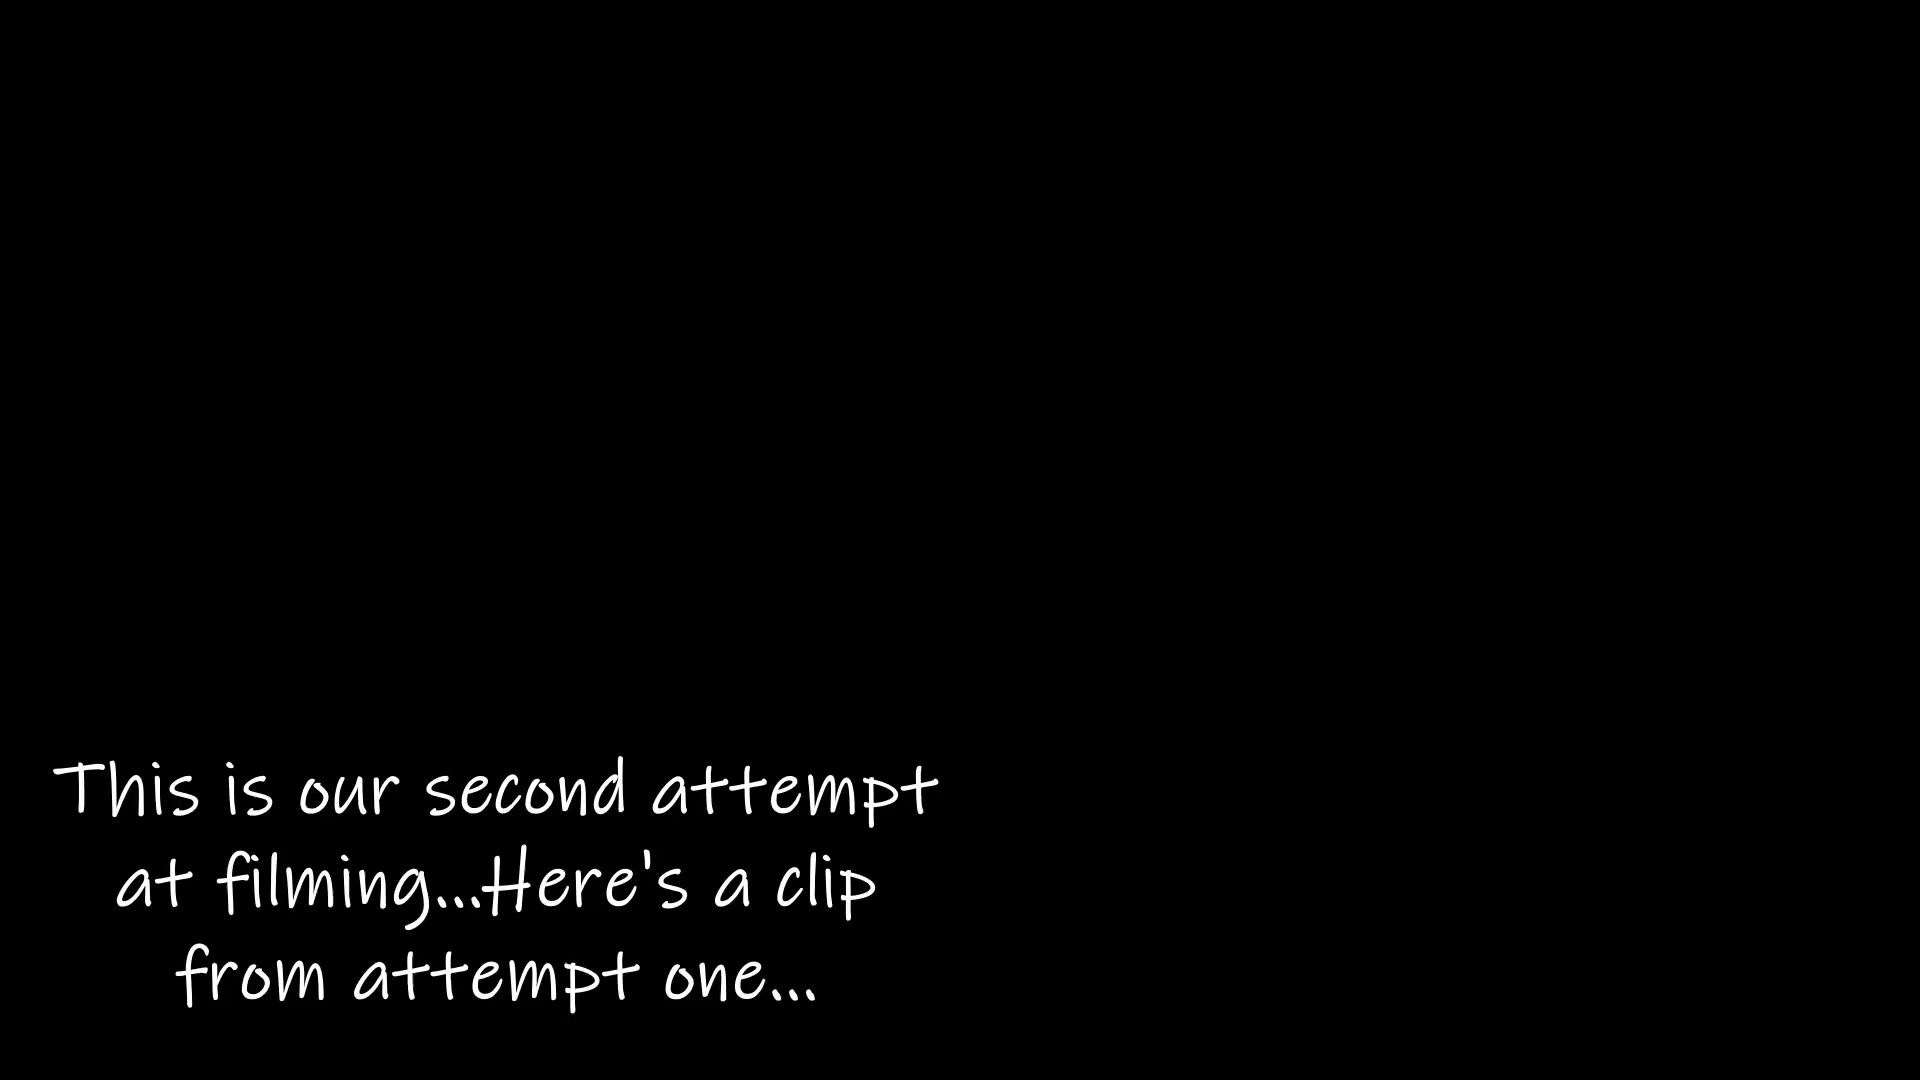 This is our second attempt
at filming...Here's a clip
from attempt one...